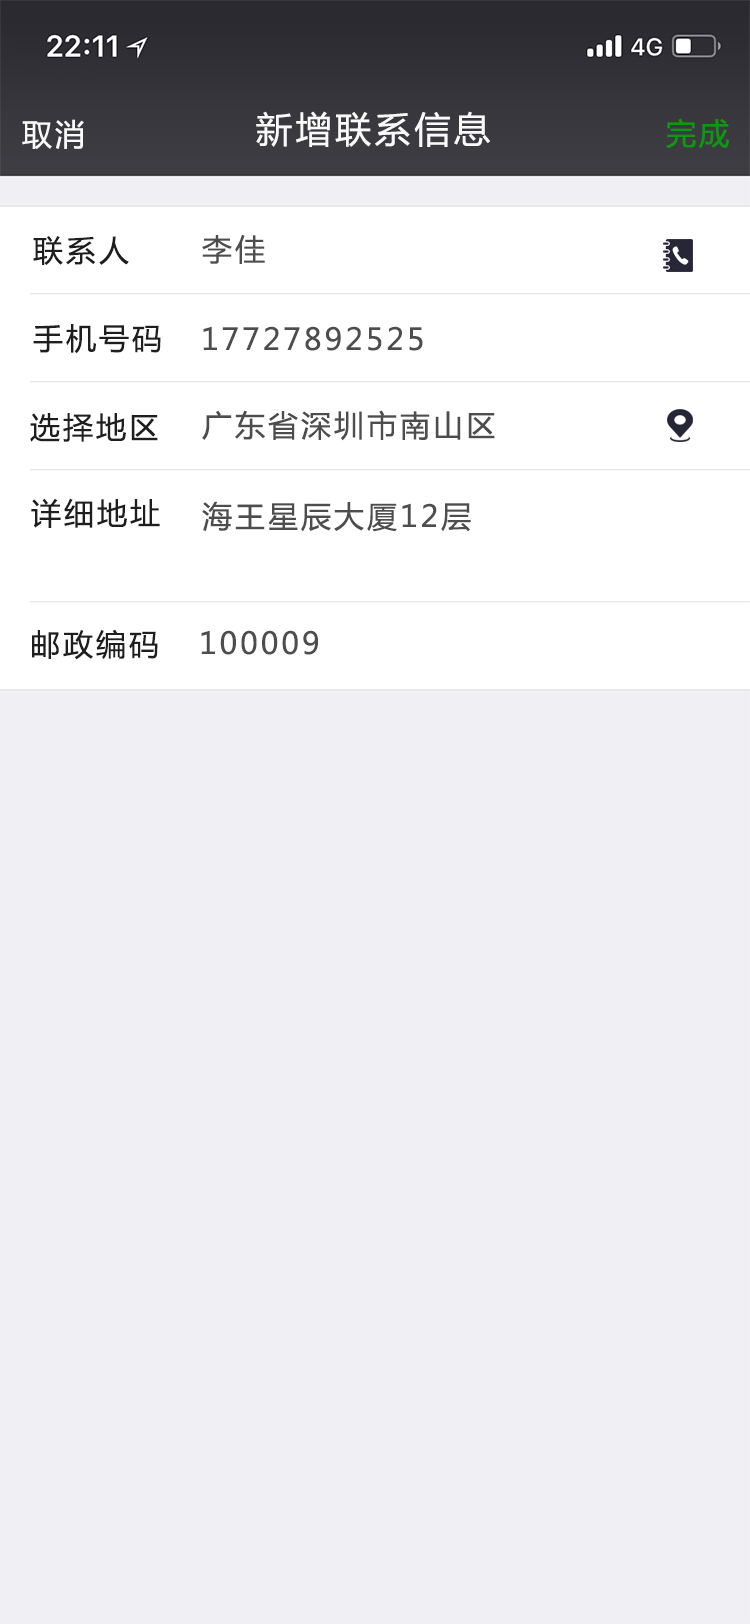 22:11 4G
取消 新增联系信息 完成
联系人 李佳
手机号码 17727892525
选择地区 广东省深圳市南山区
详细地址 海王星辰大厦12层
邮政编码 100009